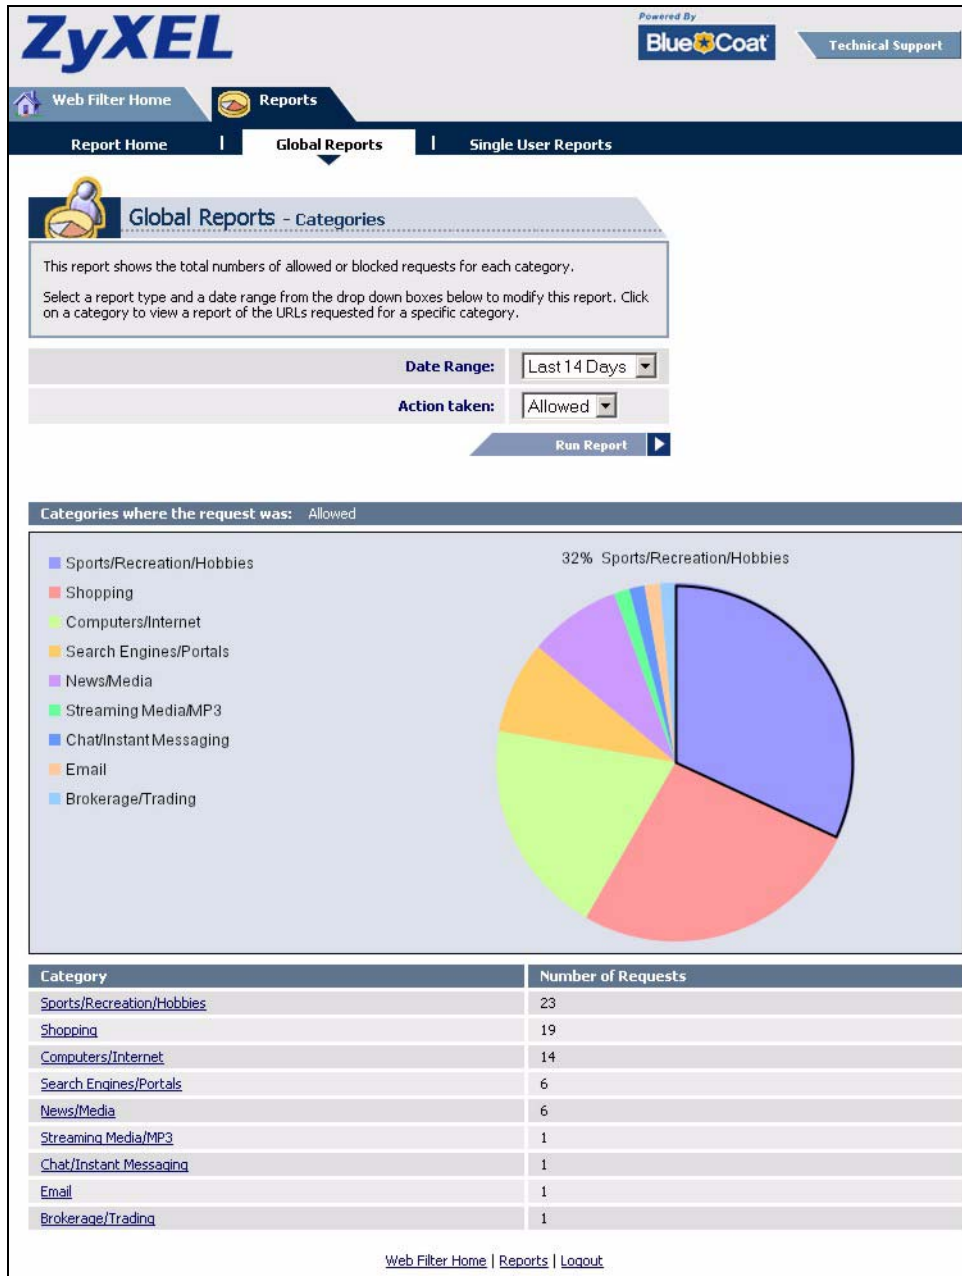 ZyXEL
Powered By
Blue Coat
Technical Support
Web Filter Home
Reports
Report Home | Global Reports | Single User Reports
Global Reports - Categories
This report shows the total numbers of allowed or blocked requests for each category.
Select a report type and a date range from the drop down boxes below to modify this report. Click
on a category to view a report of the URLs requested for a specific category.
Date Range: Last 14 Days
Action taken: Allowed
Run Report
Categories where the request was: Allowed
32% Sports/Recreation/Hobbies
Sports/Recreation/Hobbies
Shopping
Computers/Internet
Search Engines/Portals
News/Media
Streaming Media/MP3
Chat/Instant Messaging
Email
Brokerage/Trading
Category Number of Requests
Sports/Recreation/Hobbies 23
Shopping 19
Computers/Internet 14
Search Engines/Portals 6
News/Media 6
Streaming Media/MP3 1
Chat/Instant Messaging 1
Email 1
Brokerage/Trading 1
Web Filter Home | Reports | Logout